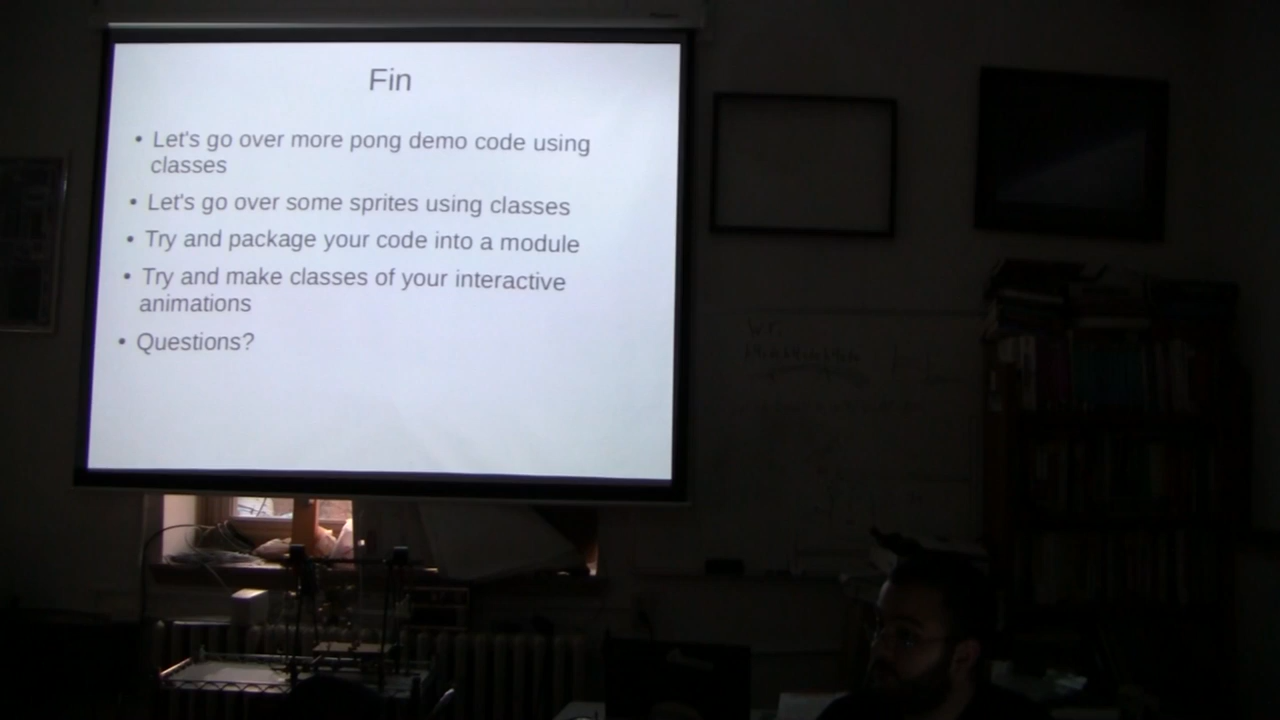 Fin
• Let's go over more pong demo code using
classes
• Let's go over some sprites using classes
• Try and package your code into a module
• Try and make classes of your interactive
animations
• Questions?